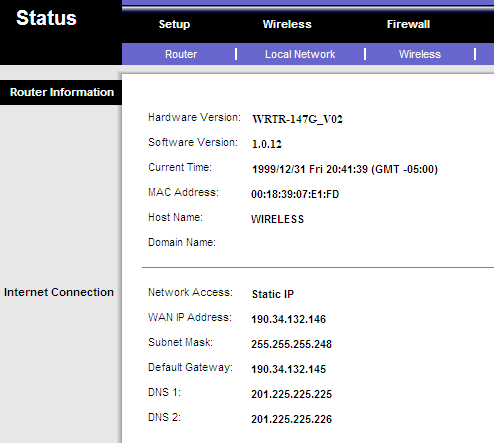 Status
Setup Wireless Firewall
Router Local Network Wireless
Router Information
Hardware Version: WRTR-147G_V02
Software Version: 1.0.12
Current Time: 1999/12/31 Fri 20:41:39 (GMT -05:00)
MAC Address: 00:18:39:07:E1:FD
Host Name: WIRELESS
Domain Name:
Internet Connection
Network Access: Static IP
WAN IP Address: 190.34.132.146
Subnet Mask: 255.255.255.248
Default Gateway: 190.34.132.145
DNS 1: 201.225.225.225
DNS 2: 201.225.225.226